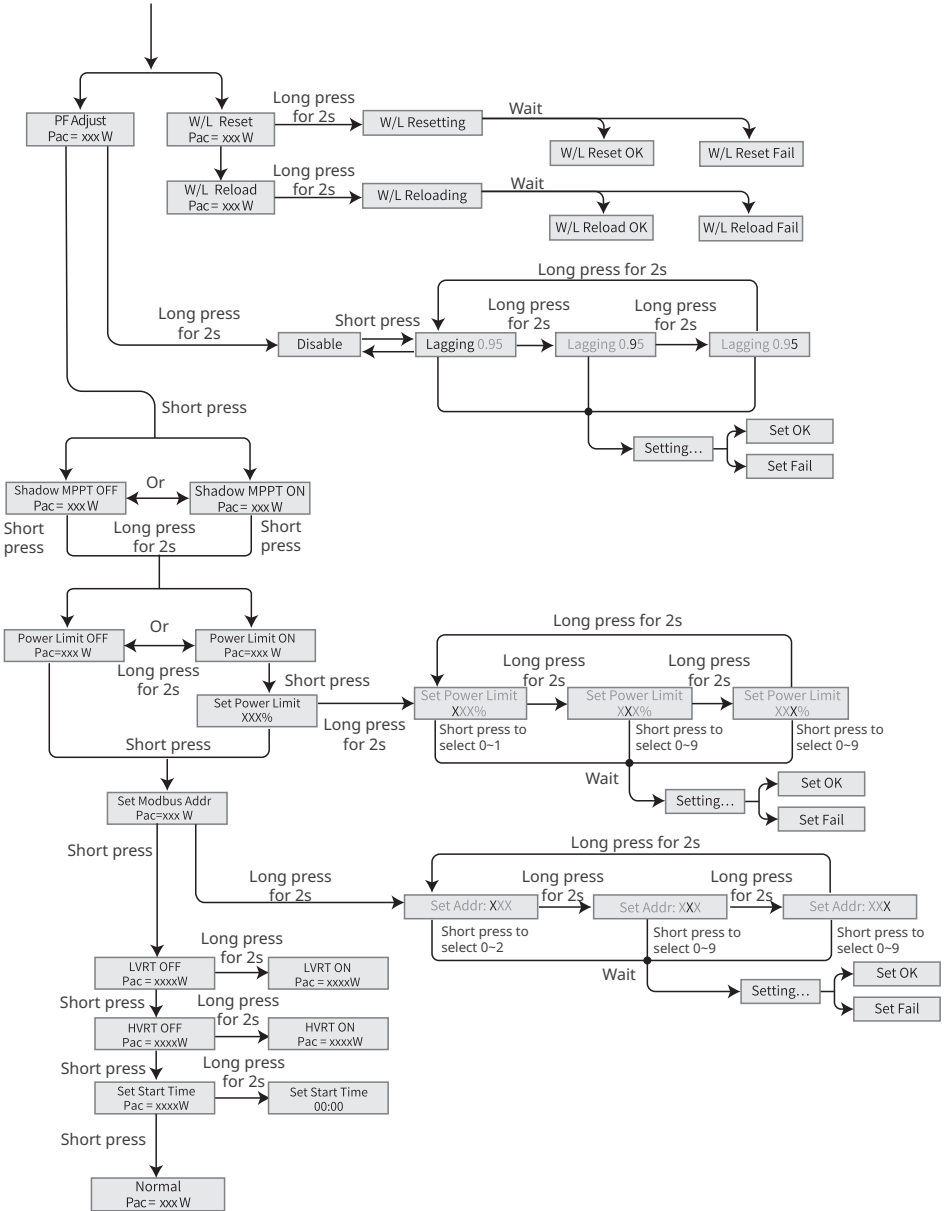 PF Adjust
Pac = xxx W
W/L Reset
Pac = xxx W
Long press
for 2s
W/L Resetting
Wait
W/L Reset OK
W/L Reset Fail
W/L Reload
Pac = xxx W
Long press
for 2s
W/L Reloading
Wait
W/L Reload OK
W/L Reload Fail
Long press for 2s
Long press
for 2s
Disable
Short press
Lagging 0.95
Long press
for 2s
Lagging 0.95
Long press
for 2s
Lagging 0.95
Short press
Setting...
Set OK
Set Fail
Shadow MPPT OFF
Pac = xxx W
Or
Shadow MPPT ON
Pac = xxx W
Short
press
Long press
for 2s
Short
press
Power Limit OFF
Pac=xxx W
Or
Power Limit ON
Pac=xxx W
Long press
for 2s
Short press
Set Power Limit
XXX%
Long press
for 2s
Long press for 2s
Set Power Limit
XXX%
Long press
for 2s
Set Power Limit
XXX%
Long press
for 2s
Set Power Limit
XXX%
Short press to
select 0~1
Short press to
select 0~9
Short press to
select 0~9
Short press
Wait
Setting...
Set OK
Set Fail
Set Modbus Addr
Pac=xxx W
Short press
Long press
for 2s
Long press for 2s
Set Addr: XXX
Long press
for 2s
Set Addr: XXX
Long press
for 2s
Set Addr: XXX
Short press to
select 0~2
Short press to
select 0~9
Short press to
select 0~9
Wait
Setting...
Set OK
Set Fail
LVRT OFF
Pac = xxxxW
Long press
for 2s
LVRT ON
Pac = xxxxW
Short press
HVRT OFF
Pac = xxxxW
Long press
for 2s
HVRT ON
Pac = xxxxW
Short press
Set Start Time
Pac = xxxxW
Long press
for 2s
Set Start Time
00:00
Short press
Normal
Pac = xxx W